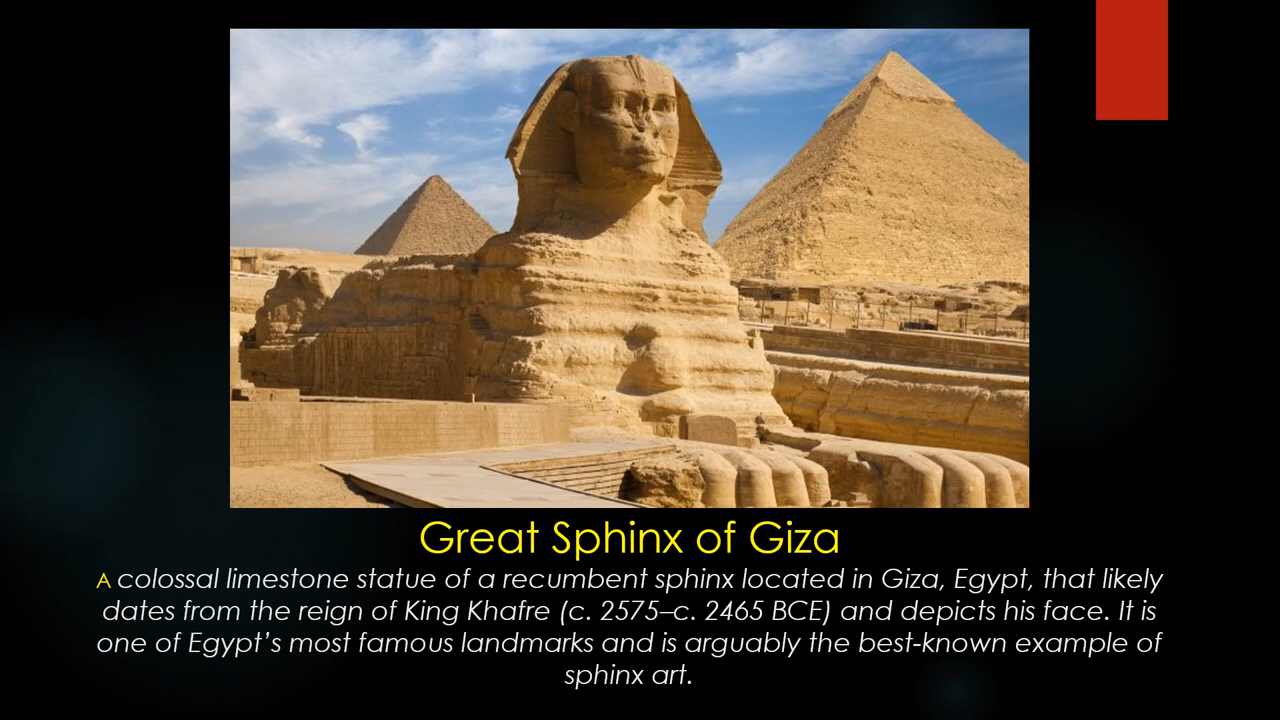 Great Sphinx of Giza
A colossal limestone statue of a recumbent sphinx located in Giza, Egypt, that likely
dates from the reign of King Khafre (c. 2575–c. 2465 BCE) and depicts his face. It is
one of Egypt’s most famous landmarks and is arguably the best-known example of
sphinx art.